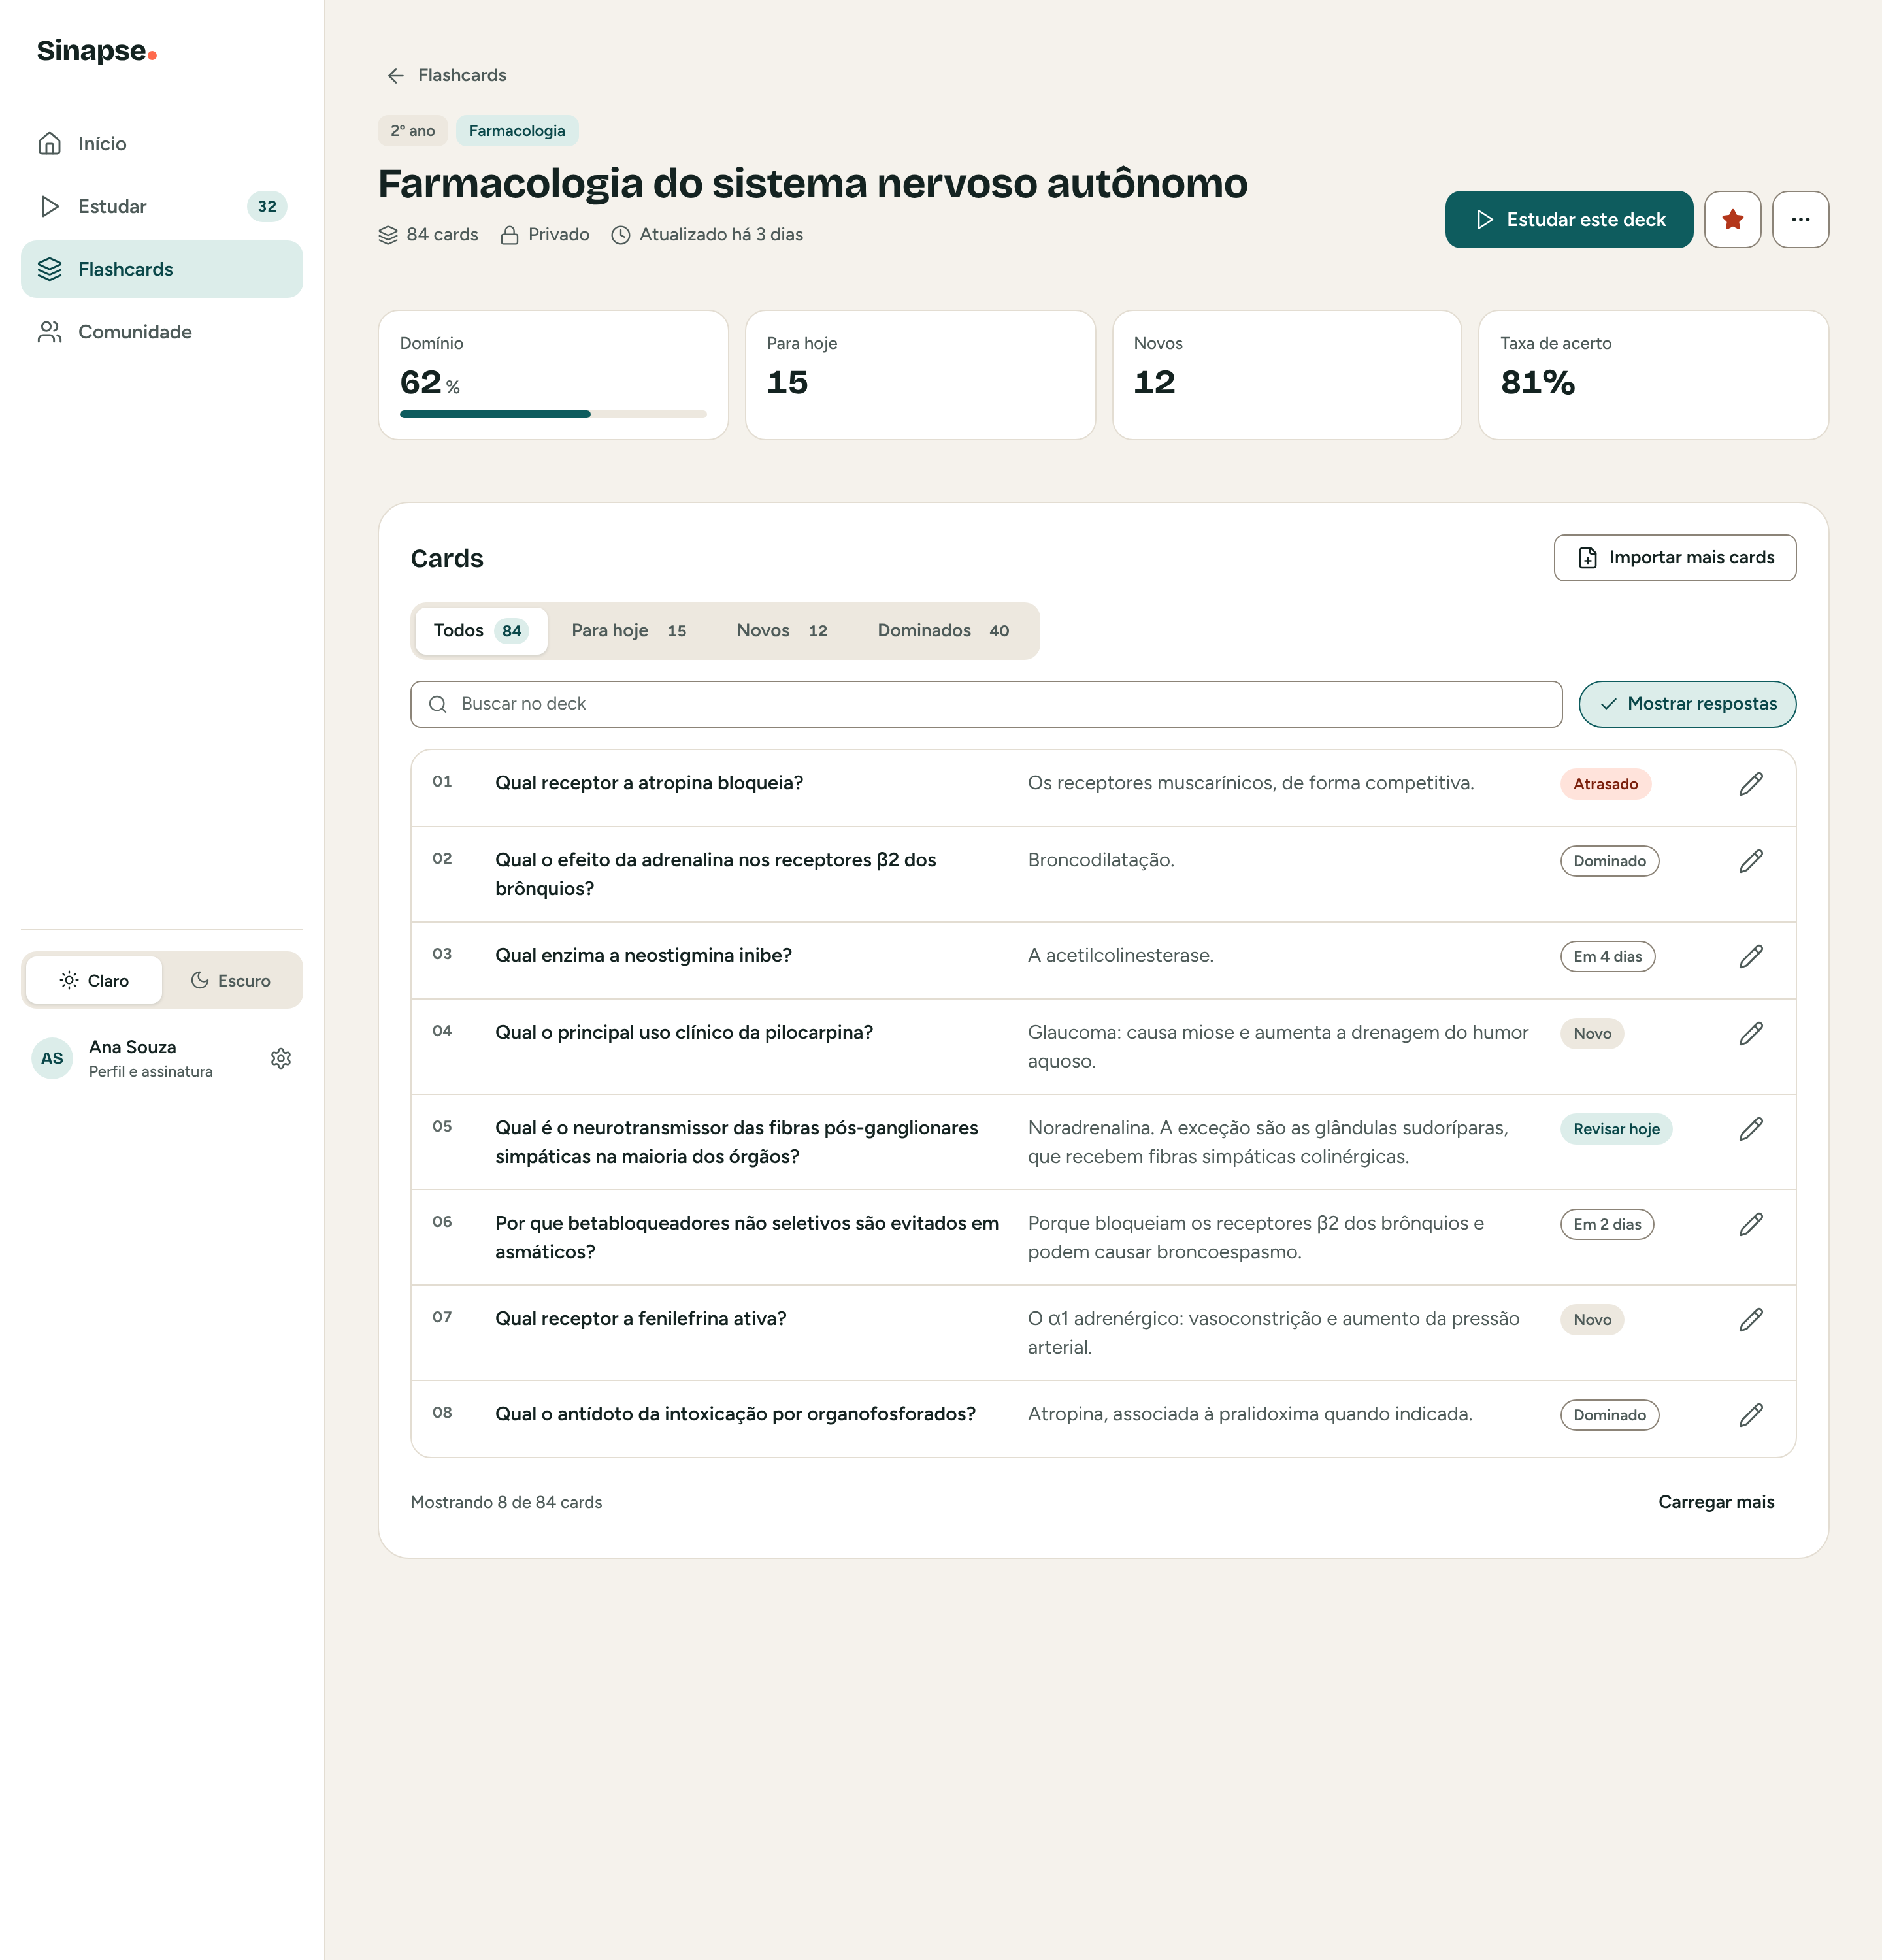 Sinapse.
Início
Estudar 32
Flashcards
Comunidade
Claro Escuro
AS Ana Souza
Perfil e assinatura
Flashcards
2º ano Farmacologia
Farmacologia do sistema nervoso autônomo
84 cards Privado Atualizado há 3 dias
Estudar este deck
Domínio
62 %
Para hoje
15
Novos
12
Taxa de acerto
81%
Cards
Importar mais cards
Todos 84 Para hoje 15 Novos 12 Dominados 40
Buscar no deck
Mostrar respostas
01 Qual receptor a atropina bloqueia? Os receptores muscarínicos, de forma competitiva. Atrasado
02 Qual o efeito da adrenalina nos receptores β2 dos
brônquios?
Broncodilatação. Dominado
03 Qual enzima a neostigmina inibe? A acetilcolinesterase. Em 4 dias
04 Qual o principal uso clínico da pilocarpina?
Glaucoma: causa miose e aumenta a drenagem do humor
aquoso.
Novo
05 Qual é o neurotransmissor das fibras pós-ganglionares
simpáticas na maioria dos órgãos?
Noradrenalina. A exceção são as glândulas sudoríparas,
que recebem fibras simpáticas colinérgicas.
Revisar hoje
06 Por que betabloqueadores não seletivos são evitados em
asmáticos?
Porque bloqueiam os receptores β2 dos brônquios e
podem causar broncoespasmo.
Em 2 dias
07 Qual receptor a fenilefrina ativa?
O α1 adrenérgico: vasoconstrição e aumento da pressão
arterial.
Novo
08 Qual o antídoto da intoxicação por organofosforados? Atropina, associada à pralidoxima quando indicada. Dominado
Mostrando 8 de 84 cards
Carregar mais